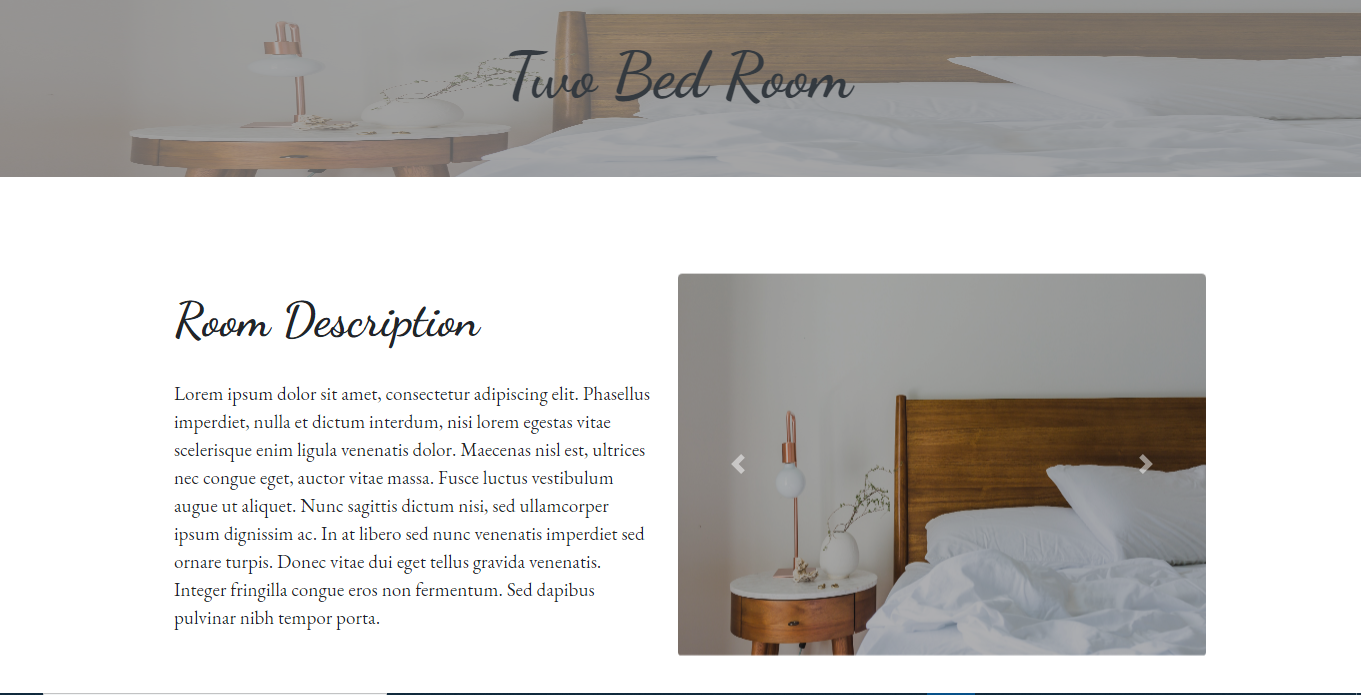 Two Bed Room
Room Description
Lorem ipsum dolor sit amet, consectetur adipiscing elit. Phasellus
imperdiet, nulla et dictum interdum, nisi lorem egestas vitae
scelerisque enim ligula venenatis dolor. Maecenas nisl est, ultrices
nec congue eget, auctor vitae massa. Fusce luctus vestibulum
augue ut aliquet. Nunc sagittis dictum nisi, sed ullamcorper
ipsum dignissim ac. In at libero sed nunc venenatis imperdiet sed
ornare turpis. Donec vitae dui eget tellus gravida venenatis.
Integer fringilla congue eros non fermentum. Sed dapibus
pulvinar nibh tempor porta.